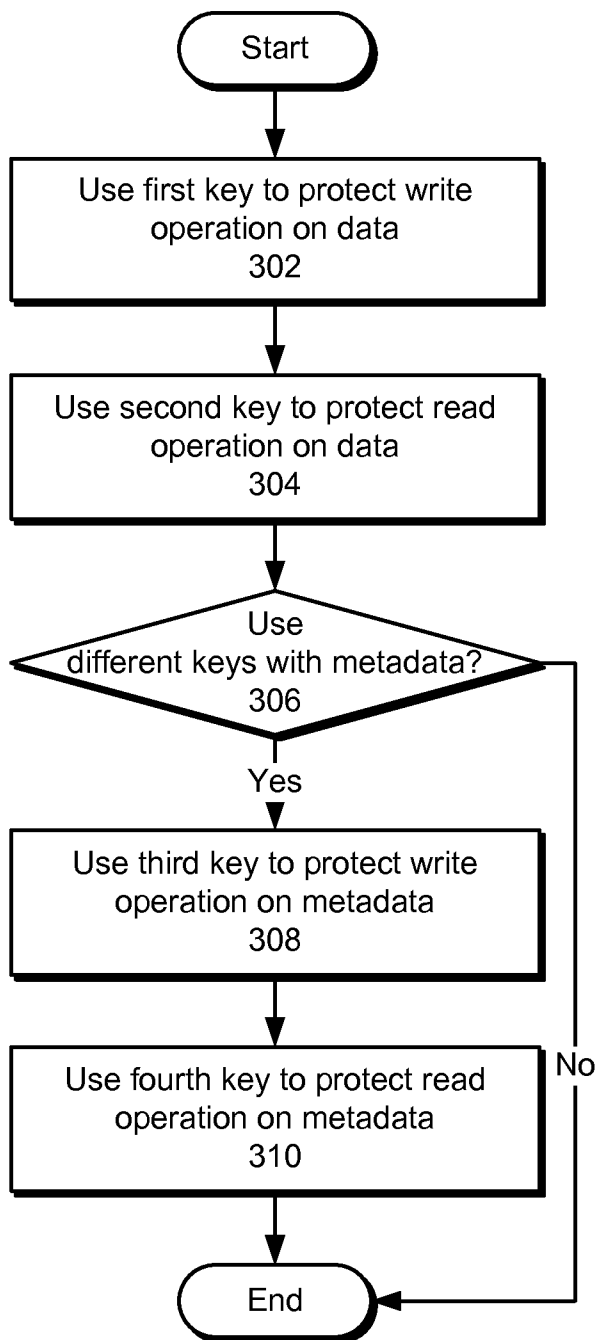 Start
Use first key to protect write
operation on data
302
Use second key to protect read
operation on data
304
Use
different keys with metadata?
306
Yes
Use third key to protect write
operation on metadata
308
Use fourth key to protect read
operation on metadata
310
No
End